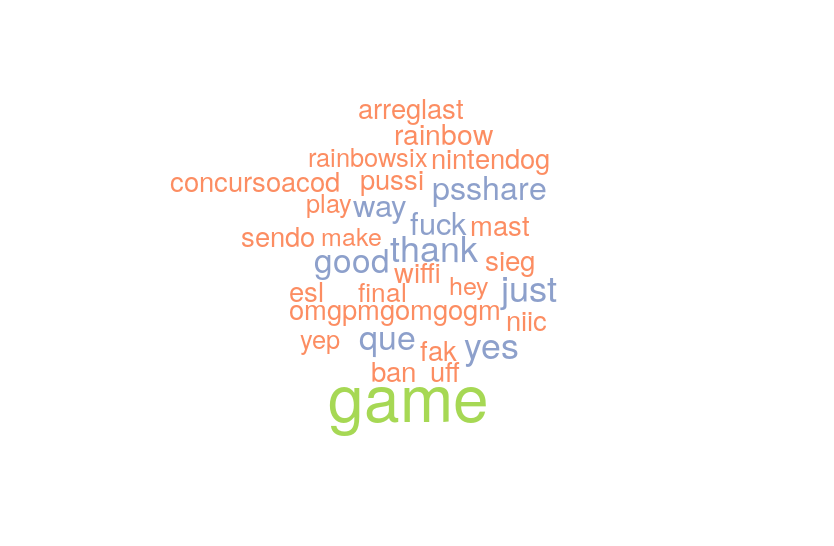 arreglast
rainbow
rainbowsix nintendog
concursoacod pussi psshare
play way
fuck mast
sendo make thank
good wiffi sieg
esl final hey just
omgpmgomgogm niic
yep que fak yes
ban uff
game